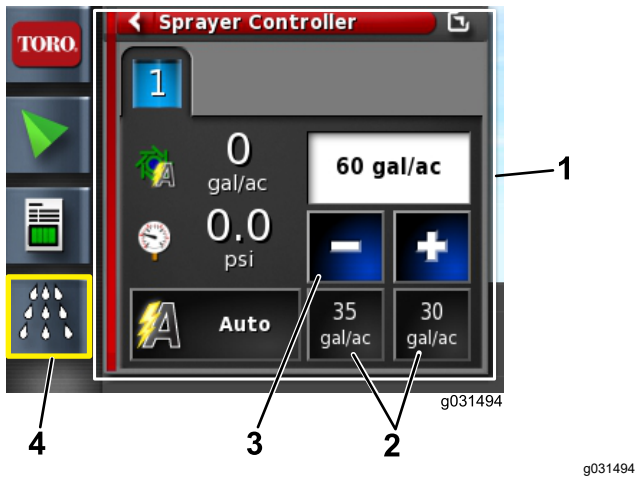 TORO.
Sprayer Controller
1
0
gal/ac
60 gal/ac
0.0
psi
A
Auto
35
gal/ac
30
gal/ac
1
2
3
4
g031494
g031494